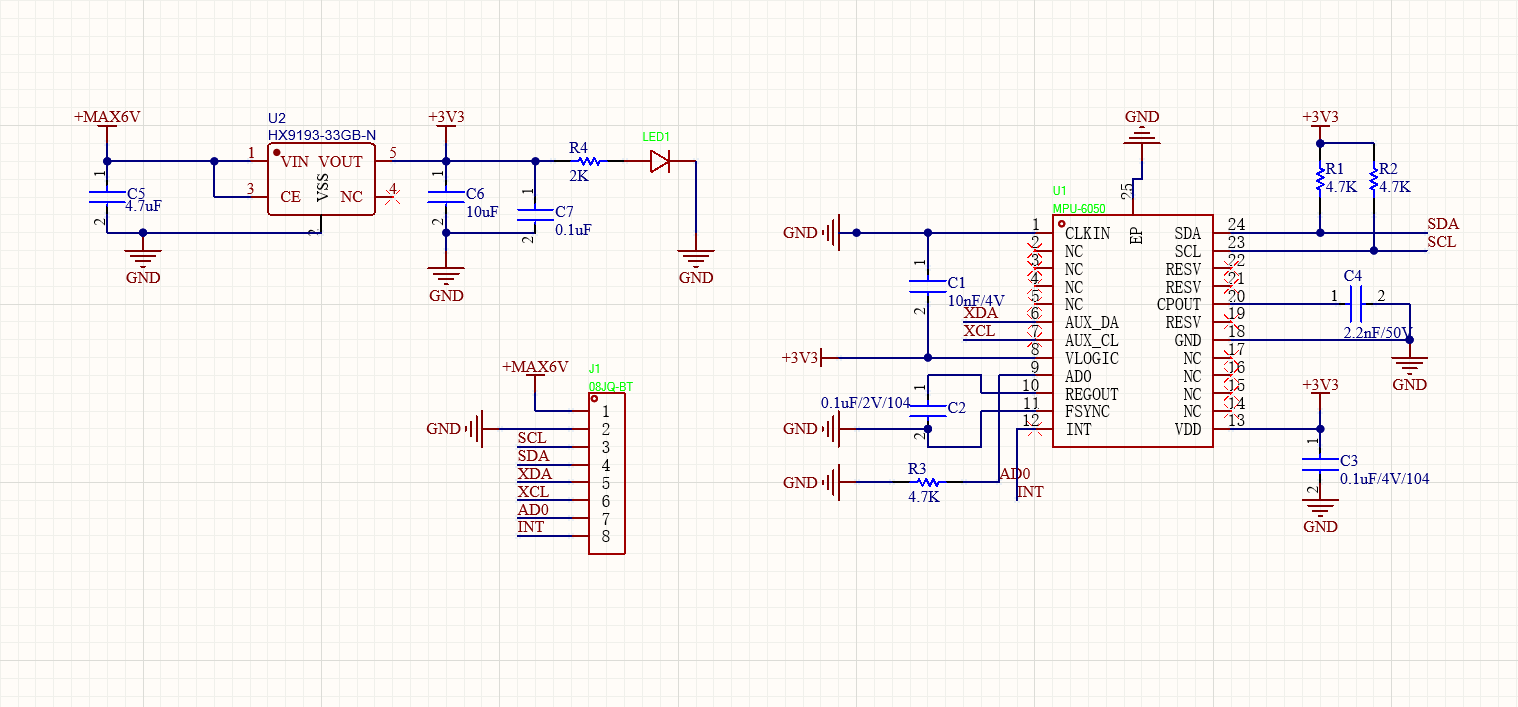 +MAX6V
U2
HX9193-33GB-N
1
VIN
VOUT
5
3
CE
VSS
NC
4
2
1
C5
4.7uF
2
GND
+3V3
1
C6
10uF
2
GND
1
C7
0.1uF
2
R4
2K
LED1
GND
+MAX6V
J1
08JQ-BT
GND
SCL
SDA
XDA
XCL
AD0
INT
1
2
3
4
5
6
7
8
GND
25
U1
MPU-6050
EP
1
CLKIN
2
NC
3
NC
4
NC
5
NC
6
AUX_DA
7
AUX_CL
8
VLOGIC
9
ADO
10
REGOUT
11
FSYNC
12
INT
24
SDA
23
SCL
22
RESV
21
RESV
20
CPOUT
19
RESV
18
GND
17
NC
16
NC
15
NC
14
NC
13
VDD
GND
1
C1
10nF/4V
2
XDA
XCL
+3V3
1
0.1uF/2V/104
C2
2
GND
GND
R3
4.7K
AD0
INT
+3V3
R1
4.7K
R2
4.7K
SDA
SCL
C4
1
2
2.2nF/50V
GND
+3V3
1
C3
0.1uF/4V/104
2
GND